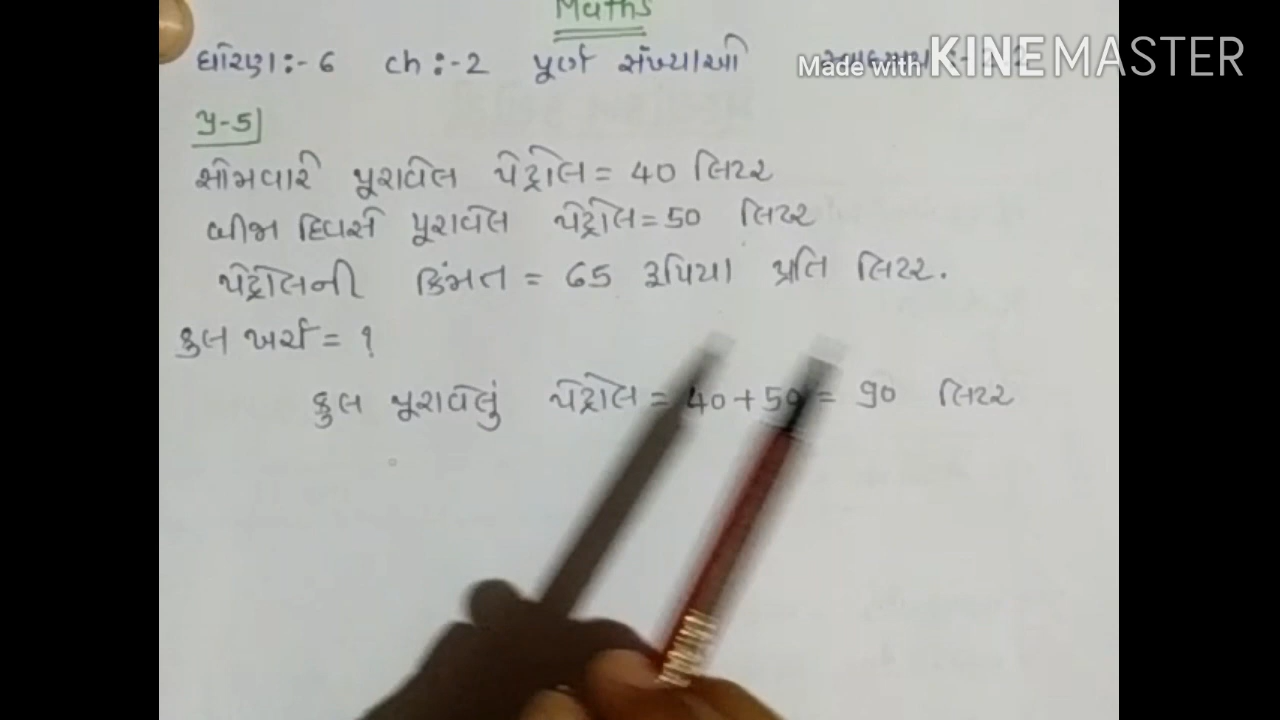 Maths
ધોરણ:- 6 ch :- 2 પૂર્ણ સંખ્યાઓ
Made with KINEMASTER
પ્ર-5
સોમવારે પૂરાવેલ પેટ્રોલ = 40 લિટર
બીજા દિવસે પૂરાવેલ પેટ્રોલ = 50 લિટર
પેટ્રોલની કિંમત = 65 રૂપિયા પ્રતિ લિટર.
કુલ ખર્ચ = ?
કુલ પૂરાવેલું પેટ્રોલ = 40 + 50 = 90 લિટર